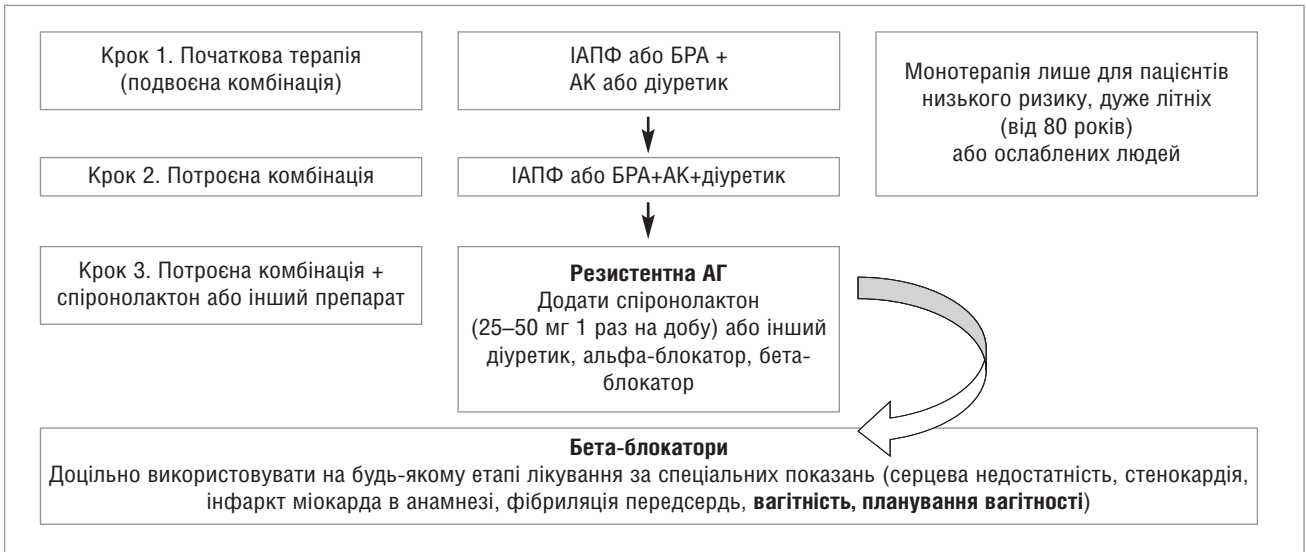 Крок 1. Початкова терапія
(подвоєна комбінація)
ІАПФ або БРА +
АК або діуретик
Монотерапія лише для пацієнтів
низького ризику, дуже літніх
(від 80 років)
або ослаблених людей
Крок 2. Потроєна комбінація
ІАПФ або БРА+АК+діуретик
Крок 3. Потроєна комбінація +
спіронолактон або інший препарат
Резистентна АГ
Додати спіронолактон
(25–50 мг 1 раз на добу) або інший
діуретик, альфа-блокатор, бета-
блокатор
Бета-блокатори
Доцільно використовувати на будь-якому етапі лікування за спеціальних показань (серцева недостатність, стенокардія,
інфаркт міокарда в анамнезі, фібриляція передсердь, вагітність, планування вагітності)